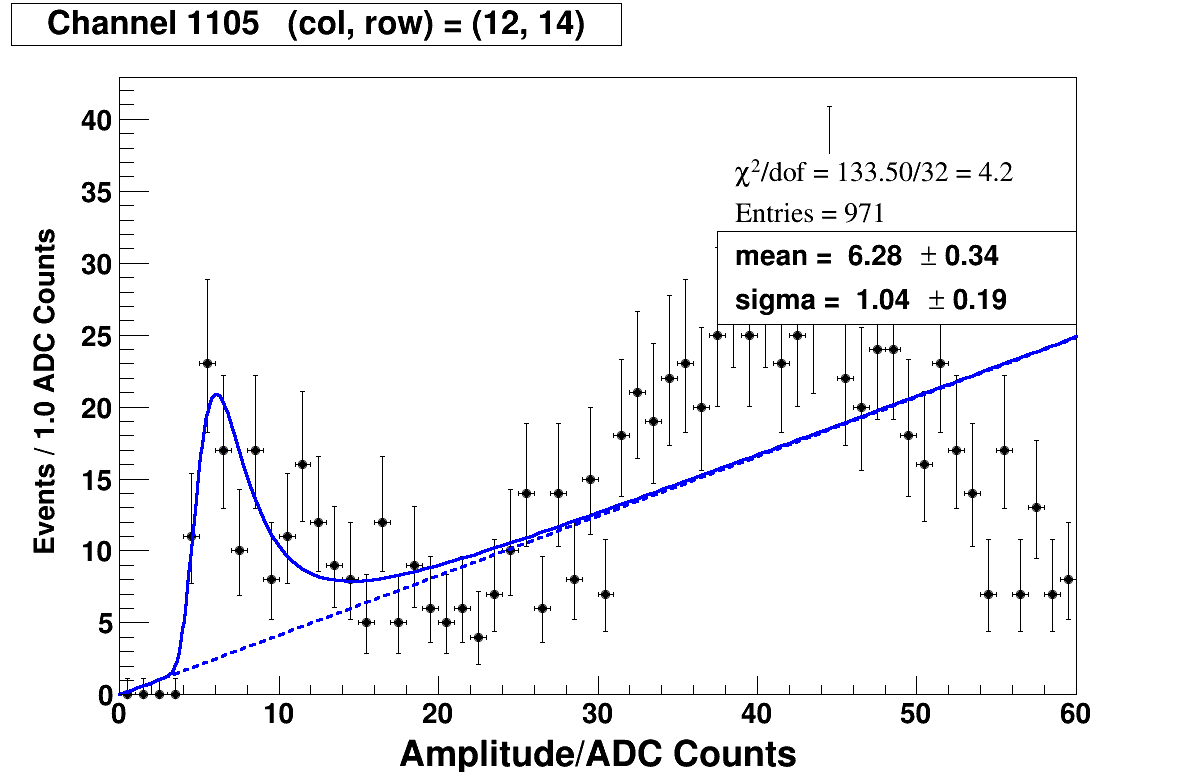 Channel 1105 (col, row) = (12, 14)
40
35
30
25
20
15
10
5
0
Events / 1.0 ADC Counts
χ²/dof = 133.50/32 = 4.2
Entries = 971
mean = 6.28 ± 0.34
sigma = 1.04 ± 0.19
0 10 20 30 40 50 60
Amplitude/ADC Counts